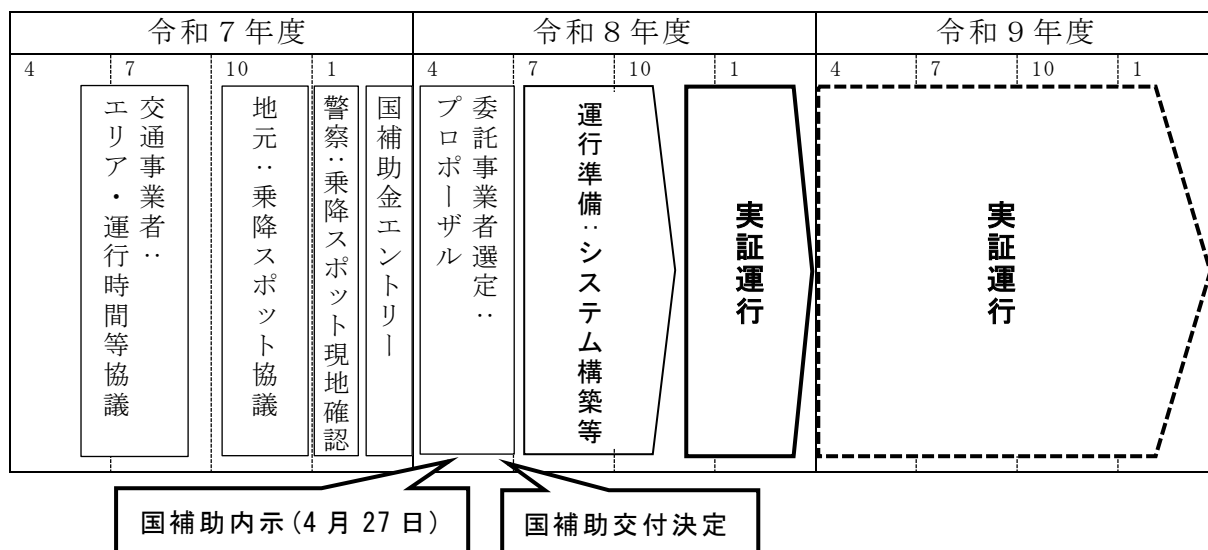 令和７年度
令和８年度
令和９年度
4 7 10 1
4 7 10 1
4 7 10 1
交通事業者：
エリア・運行時間等協議
地元：乗降スポット協議
警察：乗降スポット現地確認
国補助金エントリー
委託事業者選定：
プロポーザル
運行準備：システム構築等
実証運行
実証運行
国補助内示(4月27日)
国補助交付決定